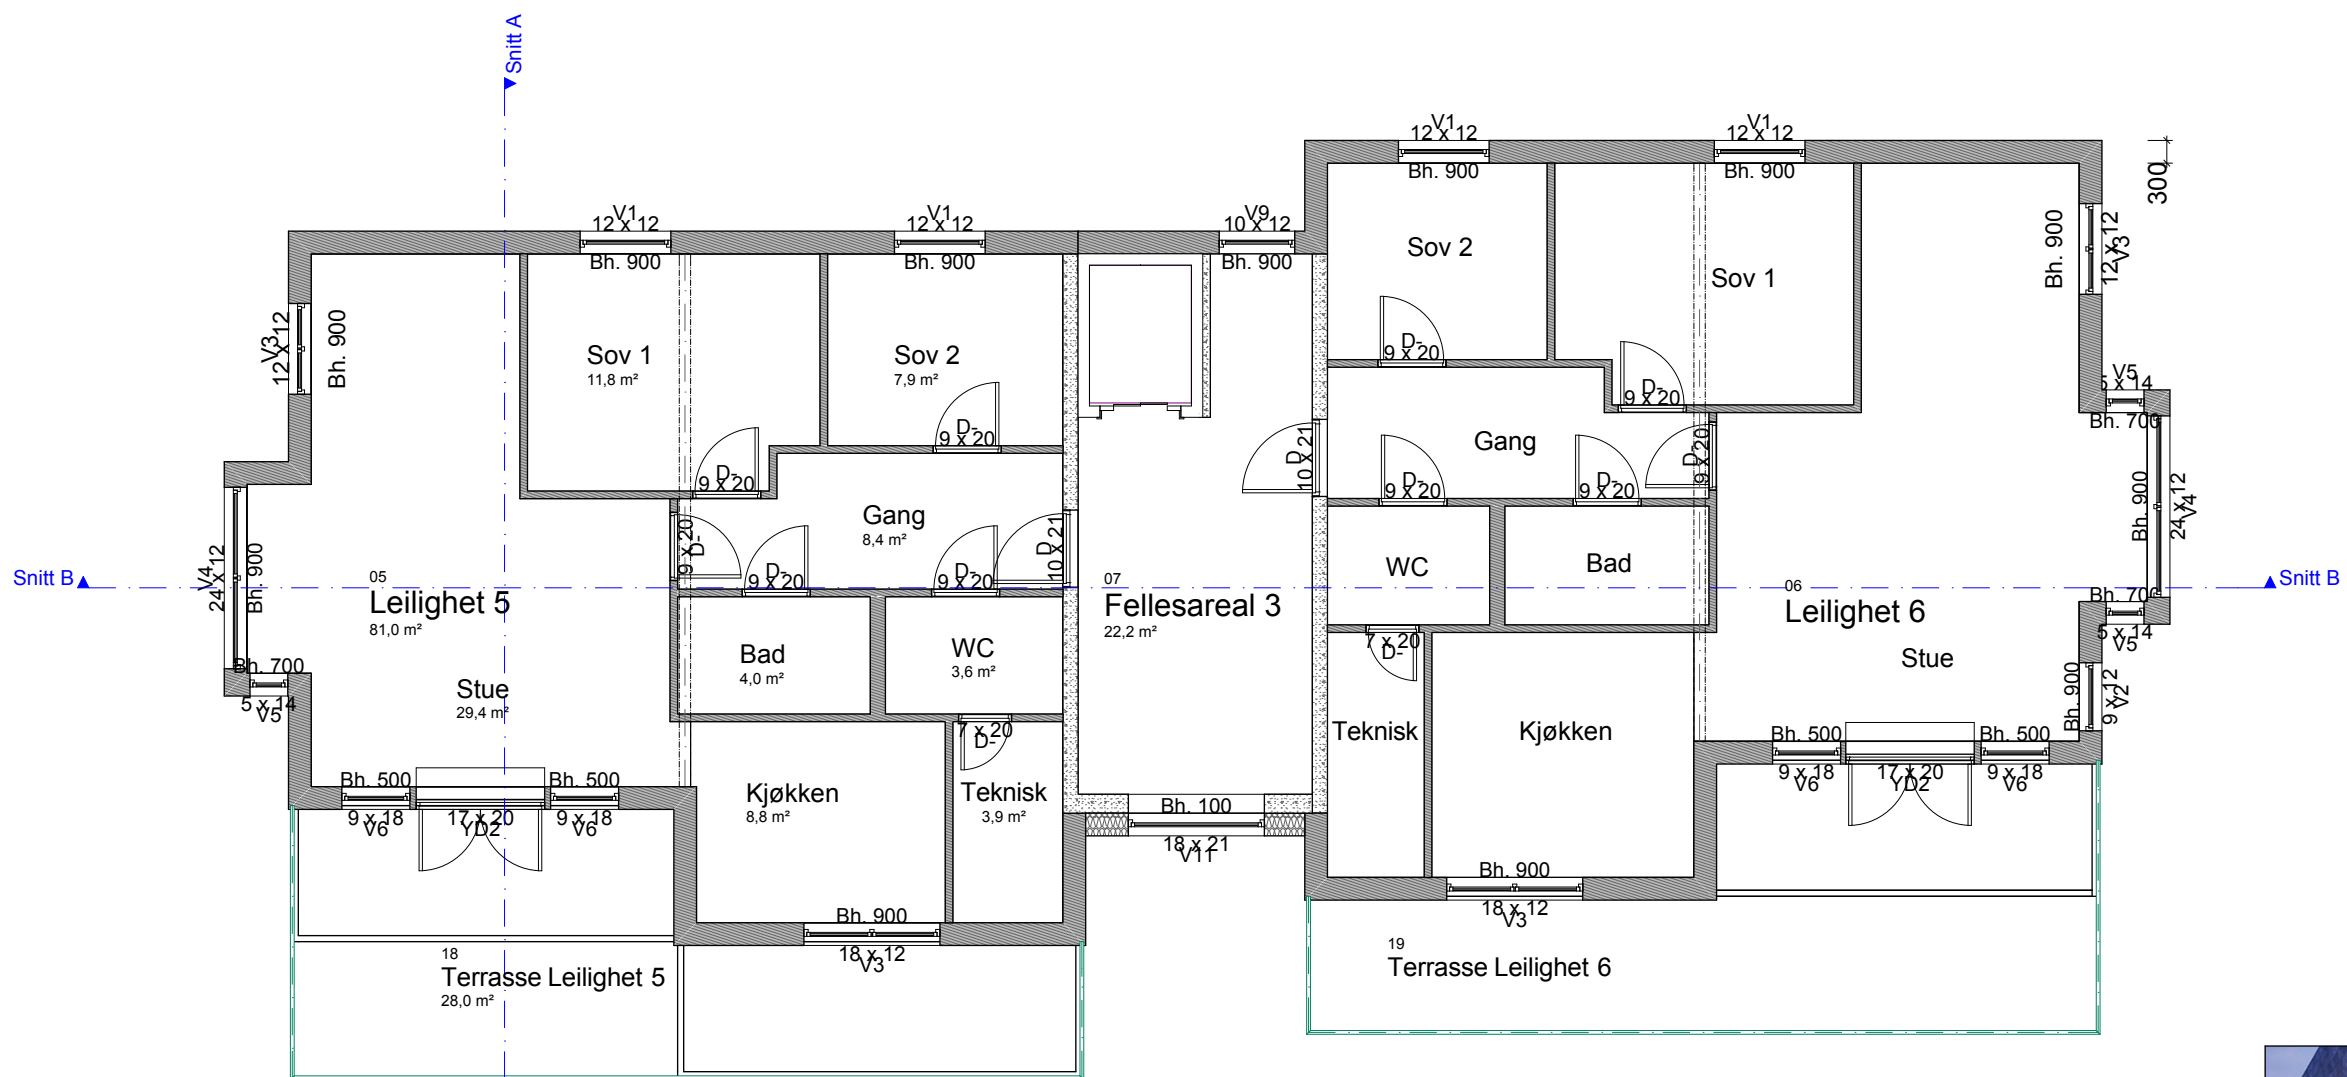 Snitt A
V1
12 x 12
Bh. 900
V1
12 x 12
Bh. 900
300
V1
12 x 12
Bh. 900
V1
12 x 12
Bh. 900
V9
10 x 12
Bh. 900
Sov 2
Sov 1
Bh. 900
12 x 12
V3
V3
12 x 12
Bh. 900
Sov 1
11,8 m²
Sov 2
7,9 m²
D-
9 x 20
D-
9 x 20
V5
5 x 14
Bh. 700
D-
9 x 20
D-
9 x 20
Gang
D
10 x 21
D-
9 x 20
D-
9 x 20
D-
9 x 20
Bh. 900
24 x 12
V4
Gang
8,4 m²
9 x 20
D-
D
10 x 21
D-
9 x 20
D-
9 x 20
WC
Bad
Snitt B
V4
24 x 12
Bh. 900
05
Leilighet 5
81,0 m²
07
Fellesareal 3
22,2 m²
06
Leilighet 6
Snitt B
Bh. 700
5 x 14
V5
Bad
4,0 m²
WC
3,6 m²
7 x 20
D-
Stue
Bh. 900
9 x 12
V2
Bh. 700
5 x 14
V5
Stue
29,4 m²
7 x 20
D-
Teknisk
Kjøkken
Bh. 500
9 x 18
V6
17 x 20
YD2
Bh. 500
9 x 18
V6
Bh. 500
9 x 18
V6
17 x 20
YD2
Bh. 500
9 x 18
V6
Kjøkken
8,8 m²
Teknisk
3,9 m²
Bh. 100
18 x 21
V11
Bh. 900
18 x 12
V3
Bh. 900
18 x 12
V3
18
Terrasse Leilighet 5
28,0 m²
19
Terrasse Leilighet 6